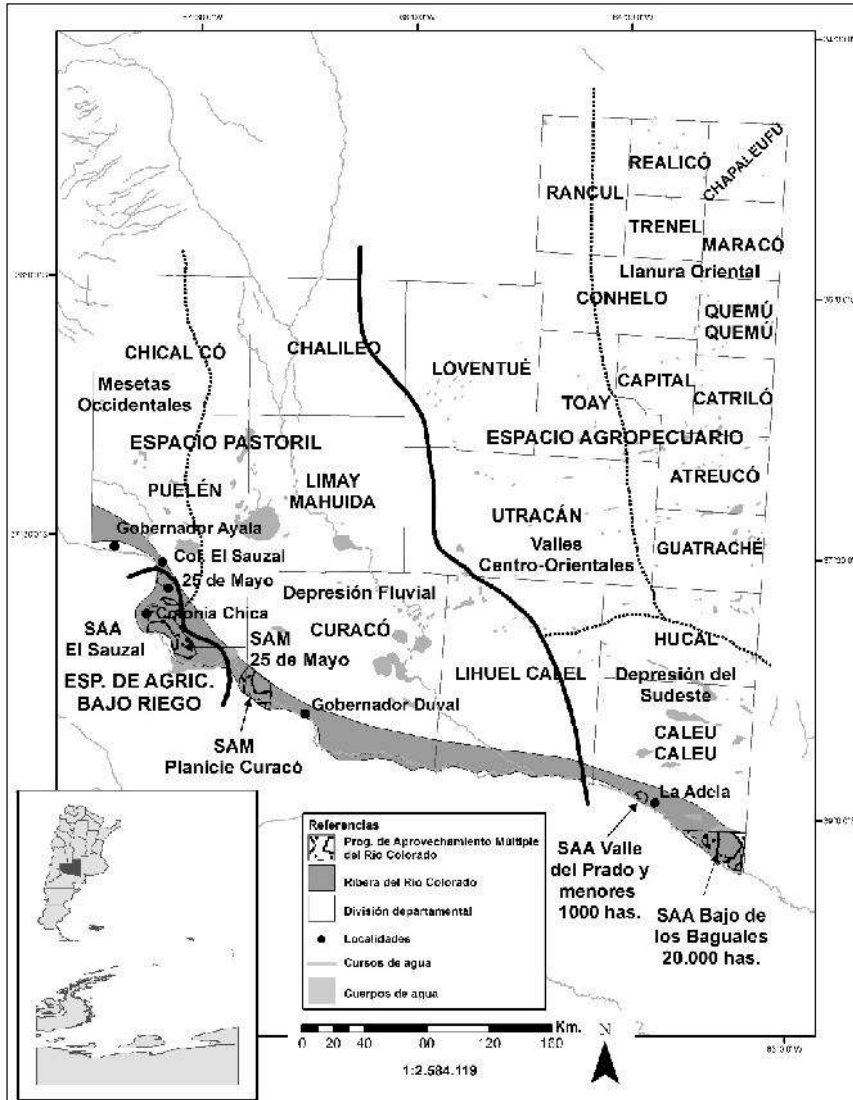 REALICÓ
CHAPALEUFU
RANCUL
TRENEL
MARACÓ
Llanura Oriental
CONHELO
QUEMÚ
QUEMÚ
CHICAL CÓ
CHALILEO
LOVENTUÉ
CAPITAL
CATRILÓ
Mesetas
Occidentales
TOAY
ESPACIO PASTORIL
ESPACIO AGROPECUARIO
ATREUCÓ
LIMAY
MAHUIDA
PUELÉN
UTRACÁN
Valles
Centro-Orientales
GUATRACHÉ
Gobernador Ayala
Col. El Sauzal
25 de Mayo
Colonia Chica
Depresión Fluvial
CURACÓ
SAA
El Sauzal
SAM
25 de Mayo
HUCAL
LIHUEL CALEL
Depresión del
Sudeste
ESP. DE AGRIC.
BAJO RIEGO
Gobernador Duval
CALEU
CALEU
SAM
Planicie Curacó
La Adela
SAA Valle
del Prado y
menores
1000 has.
SAA Bajo de
los Baguales
20.000 has.
Referencias
Prog. de Aprovechamiento Múltiple
del Río Colorado
Ribera del Río Colorado
División departamental
Localidades
Cursos de agua
Cuerpos de agua
Km.
0 10 20 40 80 120 160
N
1:2.584.119